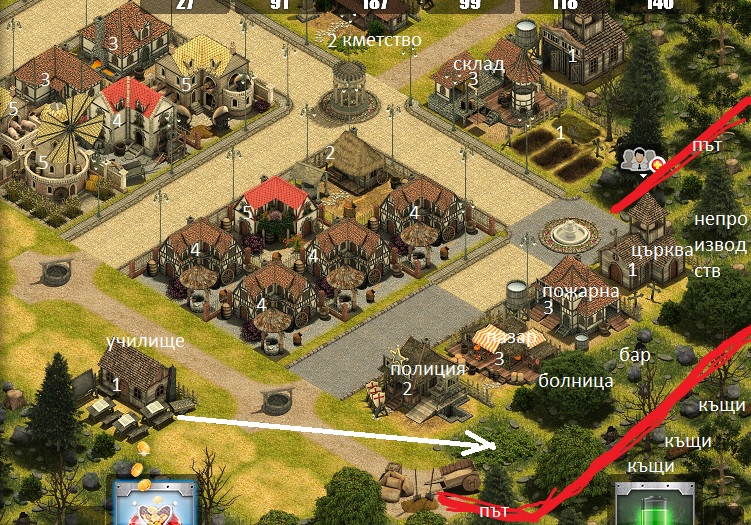 27 91 187 99 118 140
2 кметство
3
склад
3
1
3
5
5
4
1
път
5
2
непро
извод
ств
5
4
църква
1
4
4
пожарна
3
4
училище
пазар
3
бар
полиция
2
болница
1
къщи
къщи
къщи
път